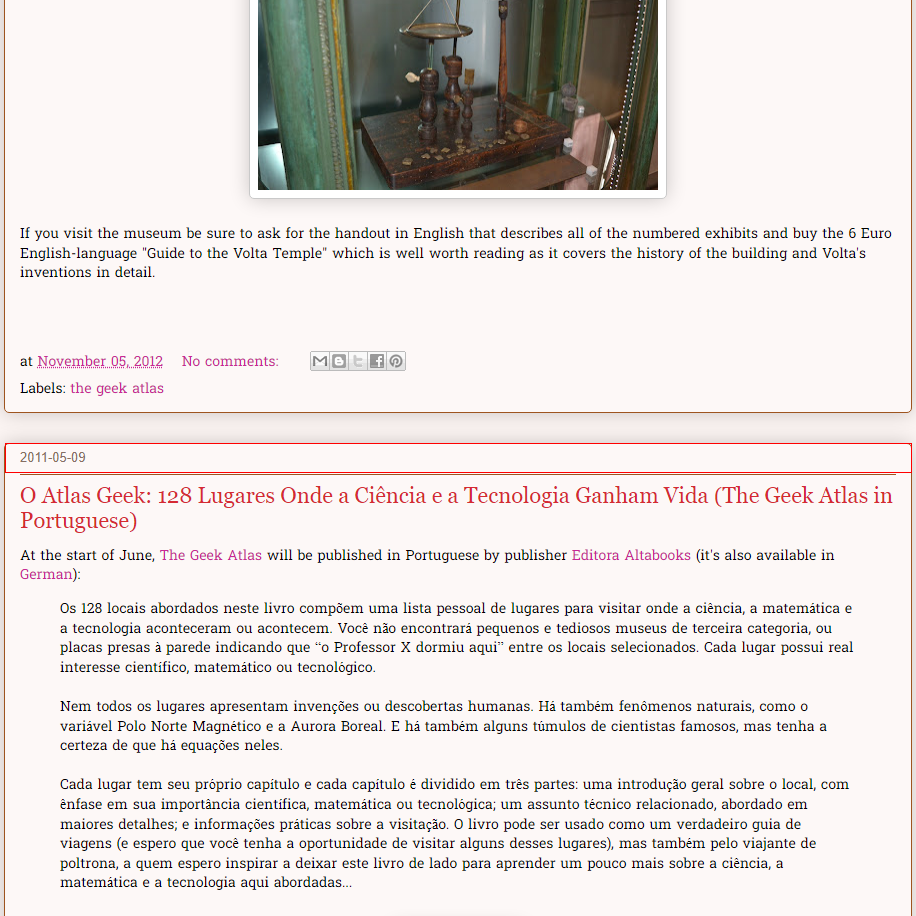 If you visit the museum be sure to ask for the handout in English that describes all of the numbered exhibits and buy the 6 Euro
English-language "Guide to the Volta Temple" which is well worth reading as it covers the history of the building and Volta's
inventions in detail.
at November 05, 2012 No comments:
Labels: the geek atlas
2011-05-09
O Atlas Geek: 128 Lugares Onde a Ciência e a Tecnologia Ganham Vida (The Geek Atlas in
Portuguese)
At the start of June, The Geek Atlas will be published in Portuguese by publisher Editora Altabooks (it's also available in
German):
Os 128 locais abordados neste livro compõem uma lista pessoal de lugares para visitar onde a ciência, a matemática e
a tecnologia aconteceram ou acontecem. Você não encontrará pequenos e tediosos museus de terceira categoria, ou
placas presas à parede indicando que “o Professor X dormiu aqui” entre os locais selecionados. Cada lugar possui real
interesse científico, matemático ou tecnológico.
Nem todos os lugares apresentam invenções ou descobertas humanas. Há também fenômenos naturais, como o
variável Polo Norte Magnético e a Aurora Boreal. E há também alguns túmulos de cientistas famosos, mas tenha a
certeza de que há equações neles.
Cada lugar tem seu próprio capítulo e cada capítulo é dividido em três partes: uma introdução geral sobre o local, com
ênfase em sua importância científica, matemática ou tecnológica; um assunto técnico relacionado, abordado em
maiores detalhes; e informações práticas sobre a visitação. O livro pode ser usado como um verdadeiro guia de
viagens (e espero que você tenha a oportunidade de visitar alguns desses lugares), mas também pelo viajante de
poltrona, a quem espero inspirar a deixar este livro de lado para aprender um pouco mais sobre a ciência, a
matemática e a tecnologia aqui abordadas...